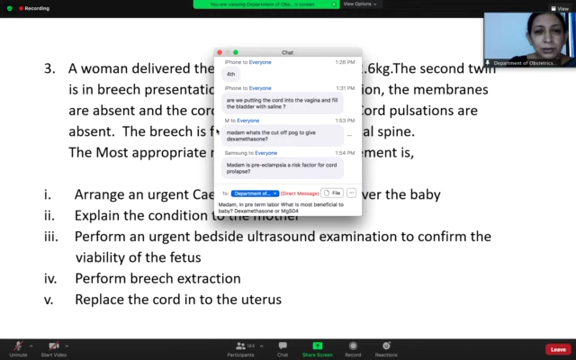 Recording
You are viewing Department of Obst...'s screen
View Options
View
Department of Obstetrics...
3. A woman delivered the .6kg.The second twin
is in breech presentatio ion, the membranes
are absent and the cord Cord pulsations are
absent. The breech is f al spine.
The Most appropriate ement is,
i. Arrange an urgent Cae ver the baby
ii. Explain the condition to the mother
iii. Perform an urgent bedside ultrasound examination to confirm the
viability of the fetus
iv. Perform breech extraction
v. Replace the cord in to the uterus
Chat
iPhone to Everyone 1:26 PM
4th
iPhone to Everyone 1:31 PM
are we putting the cord into the vagina and fill
the bladder with saline ?
M to Everyone 1:53 PM
madam whats the cut off pog to give
dexamethasone?
Samsung to Everyone 1:54 PM
Madam is pre-eclampsia a risk factor for cord
prolapse?
To: Department of... (Direct Message) File
Madam, In pre term labor What is most beneficial to
baby? Dexamethasone or MgSO4
Unmute
Start Video
Participants
Chat
Share Screen
Record
Reactions
Leave